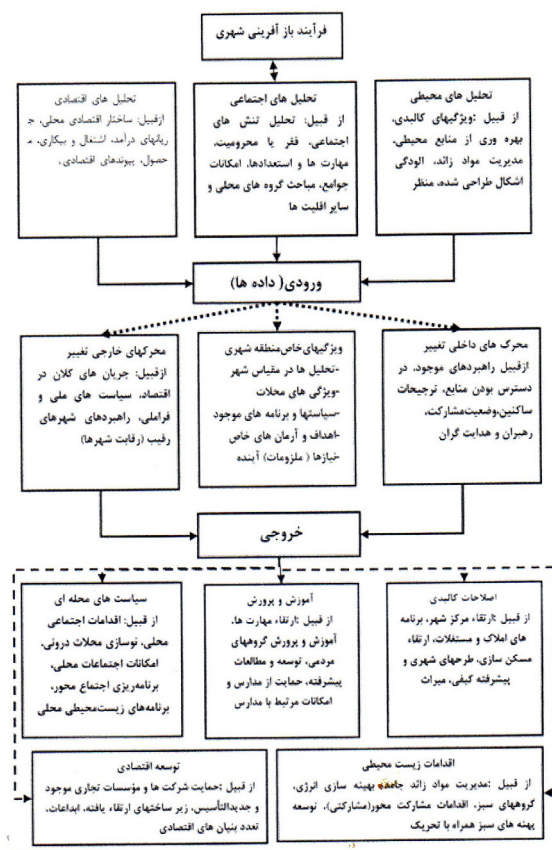 فرآیند باز آفرینی شهری
تحلیل های محیطی
از قبیل :ویژگیهای کالبدی،
بهره وری از منابع محیطی،
مدیریت مواد زائد، الودگی
اشکال طراحی شده، منظر
تحلیل های اجتماعی
از قبیل: تحلیل تنش های
اجتماعی، فقر یا محرومیت،
مهارت ها و استعدادها، امکانات
جوامع، مباحث گروه های محلی و
سایر اقلیت ها
تحلیل های اقتصادی
ازقبیل: ساختار اقتصادی محلی، ج
ریانهای درآمد، اشتغال و بیکاری، م
حصول، پیوندهای اقتصادی،
ورودی( داده ها)
محرک های داخلی تغییر
ازقبیل راهبردهای موجود، در
دسترس بودن منابع، ترجیحات
ساکنین،وضعیت‌مشارکت،
رهبران و هدایت گران
ویژگیهای‌خاص‌منطقه شهری
-تحلیل ها در مقیاس شهر
-ویژگی های محلات
-سیاستها و برنامه های موجود
-اهداف و آرمان های خاص
-نیازها ( ملزومات) آینده
محرکهای خارجی تغییر
ازقبیل: جریان های کلان در
اقتصاد، سیاست های ملی و
فراملی، راهبردهای شهرهای
رقیب (رقابت شهرها)
خروجی
اصلاحات کالبدی
از قبیل :ارتقاء مرکز شهر، برنامه
های املاک و مستغلات، ارتقاء
مسکن سازی، طرحهای شهری و
پیشرفته کیفی، میراث
آموزش و پرورش
از قبیل :ارتقاء مهارت ها،
آموزش و پرورش گروههای
مردمی، توسعه و مطالعات
پیشرفته، حمایت از مدارس و
امکانات مرتبط با مدارس
سیاست های محله ای
از قبیل: اقدامات اجتماعی
محلی، نوسازی محلات درونی،
امکانات اجتماعات محلی،
برنامه‌ریزی اجتماع محور،
برنامه‌های زیست‌محیطی محلی
اقدامات زیست محیطی
از قبیل :مدیریت مواد زائد جامد، بهینه سازی انرژی،
گروههای سبز، اقدامات مشارکت محور(مشارکتی)، توسعه
پهنه های سبز همراه با تحریک
توسعه اقتصادی
از قبیل :حمایت شرکت ها و مؤسسات تجاری موجود
و جدیدالتأسیس، زیر ساختهای ارتقاء یافته، ابداعات،
تعدد بنیان های اقتصادی